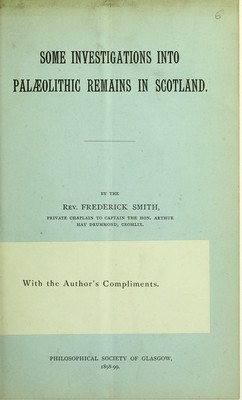 6
SOME INVESTIGATIONS INTO
PALÆOLITHIC REMAINS IN SCOTLAND.
BY THE
REV. FREDERICK SMITH,
PRIVATE CHAPLAIN TO CAPTAIN THE HON. ARTHUR
HAY DRUMMOND, CROMLIX.
With the Author's Compliments.
PHILOSOPHICAL SOCIETY OF GLASGOW,
1898-99.